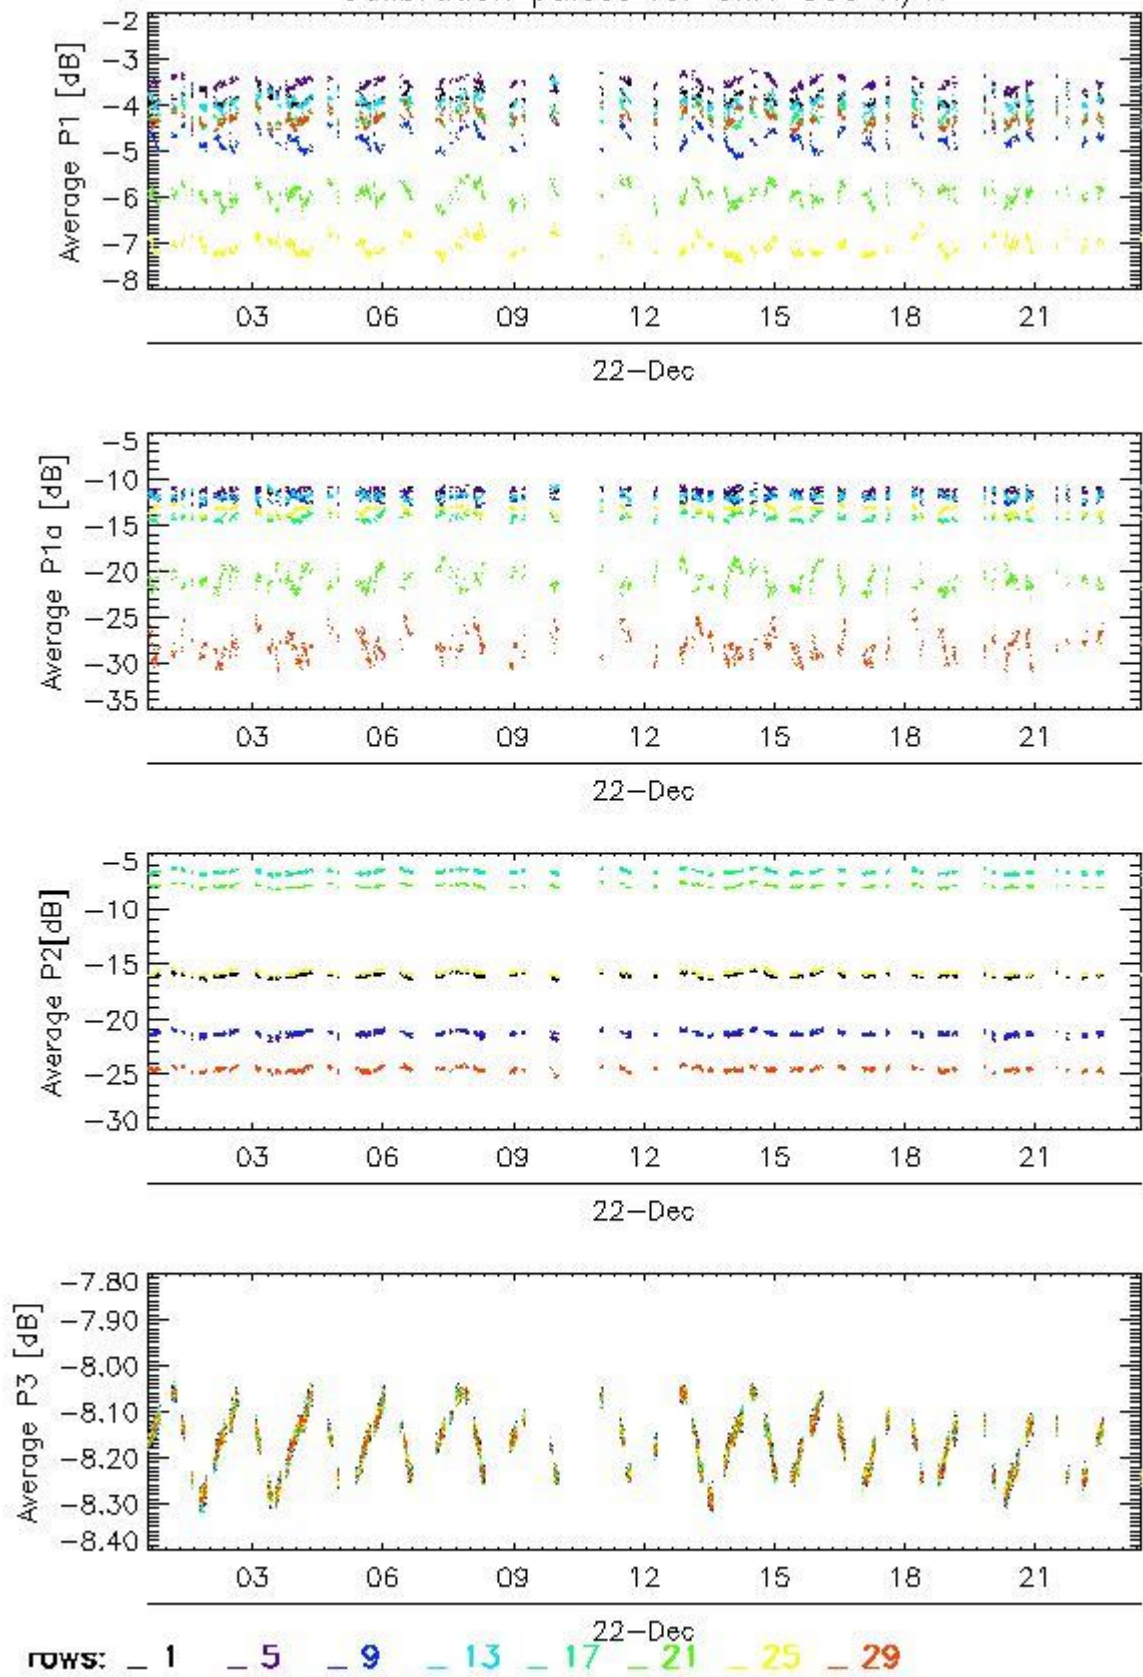 -2
-3
-4
-5
-6
-7
-8
Average P1 [dB]
03 06 09 12 15 18 21
22-Dec
-5
-10
-15
-20
-25
-30
-35
Average P1a [dB]
03 06 09 12 15 18 21
22-Dec
-5
-10
-15
-20
-25
-30
Average P2[dB]
03 06 09 12 15 18 21
22-Dec
-7.80
-7.90
-8.00
-8.10
-8.20
-8.30
-8.40
Average P3 [dB]
03 06 09 12 15 18 21
22-Dec
rows: _ 1 _ 5 _ 9 _ 13 _ 17 _ 21 _ 25 _ 29